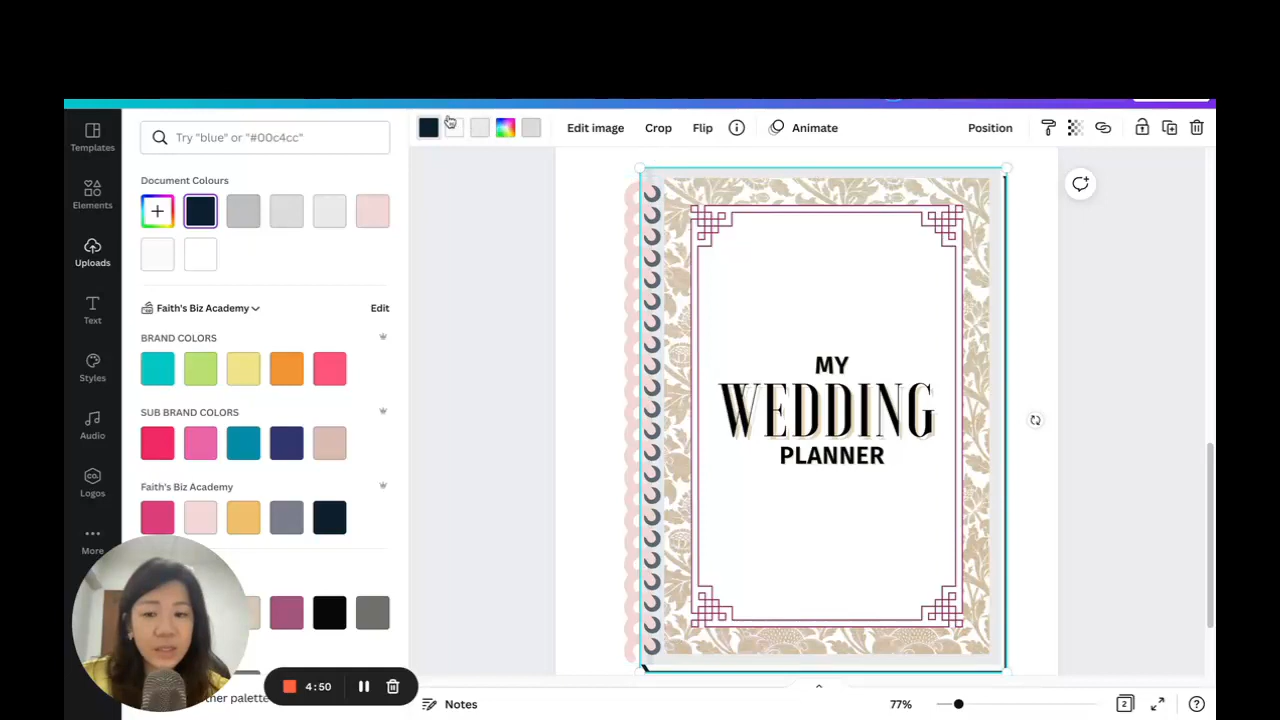 Templates
Elements
Uploads
Text
Styles
Audio
co.
Logos
More
Try "blue" or "#00c4cc"
Document Colours
Faith's Biz Academy
Edit
BRAND COLORS
SUB BRAND COLORS
Faith's Biz Academy
4:50
Edit image
Crop
Flip
Animate
Position
MY
WEDDING
PLANNER
Notes
77%
2